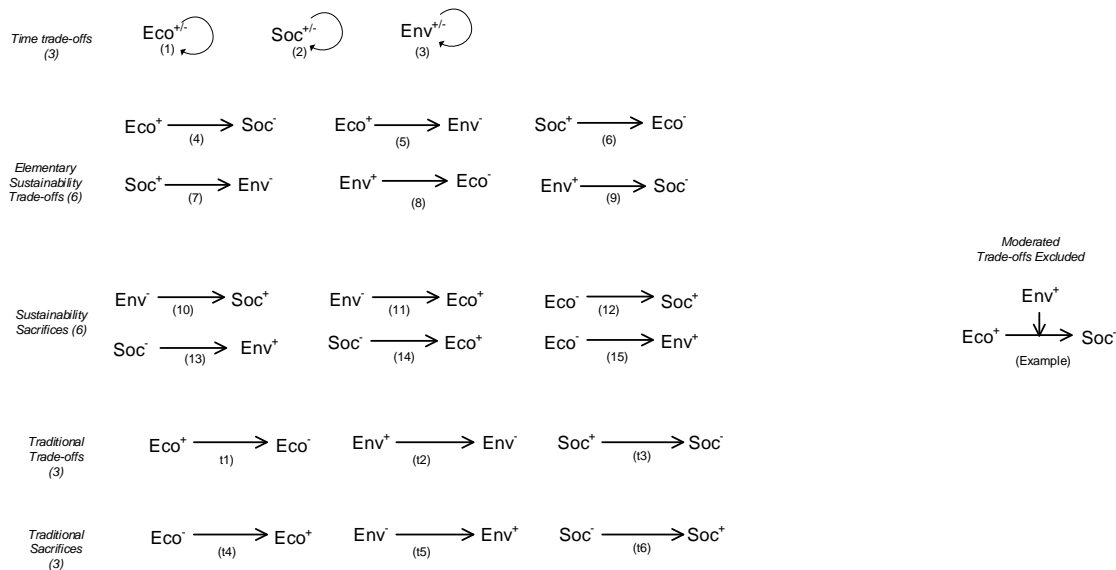 Time trade-offs
(3)
Eco+/-
(1)
Soc+/-
(2)
Env+/-
(3)
Eco+ Soc-
(4)
Eco+ Env-
(5)
Soc+ Eco-
(6)
Elementary
Sustainability
Trade-offs (6)
Soc+ Env-
(7)
Env+ Eco-
(8)
Env+ Soc-
(9)
Sustainability
Sacrifices (6)
Env- Soc+
(10)
Env- Eco+
(11)
Eco- Soc+
(12)
Soc- Env+
(13)
Soc- Eco+
(14)
Eco- Env+
(15)
Moderated
Trade-offs Excluded
Env+
Eco+ Soc-
(Example)
Traditional
Trade-offs
(3)
Eco+ Eco-
t1)
Env+ Env-
(t2)
Soc+ Soc-
(t3)
Traditional
Sacrifices
(3)
Eco- Eco+
(t4)
Env- Env+
(t5)
Soc- Soc+
(t6)